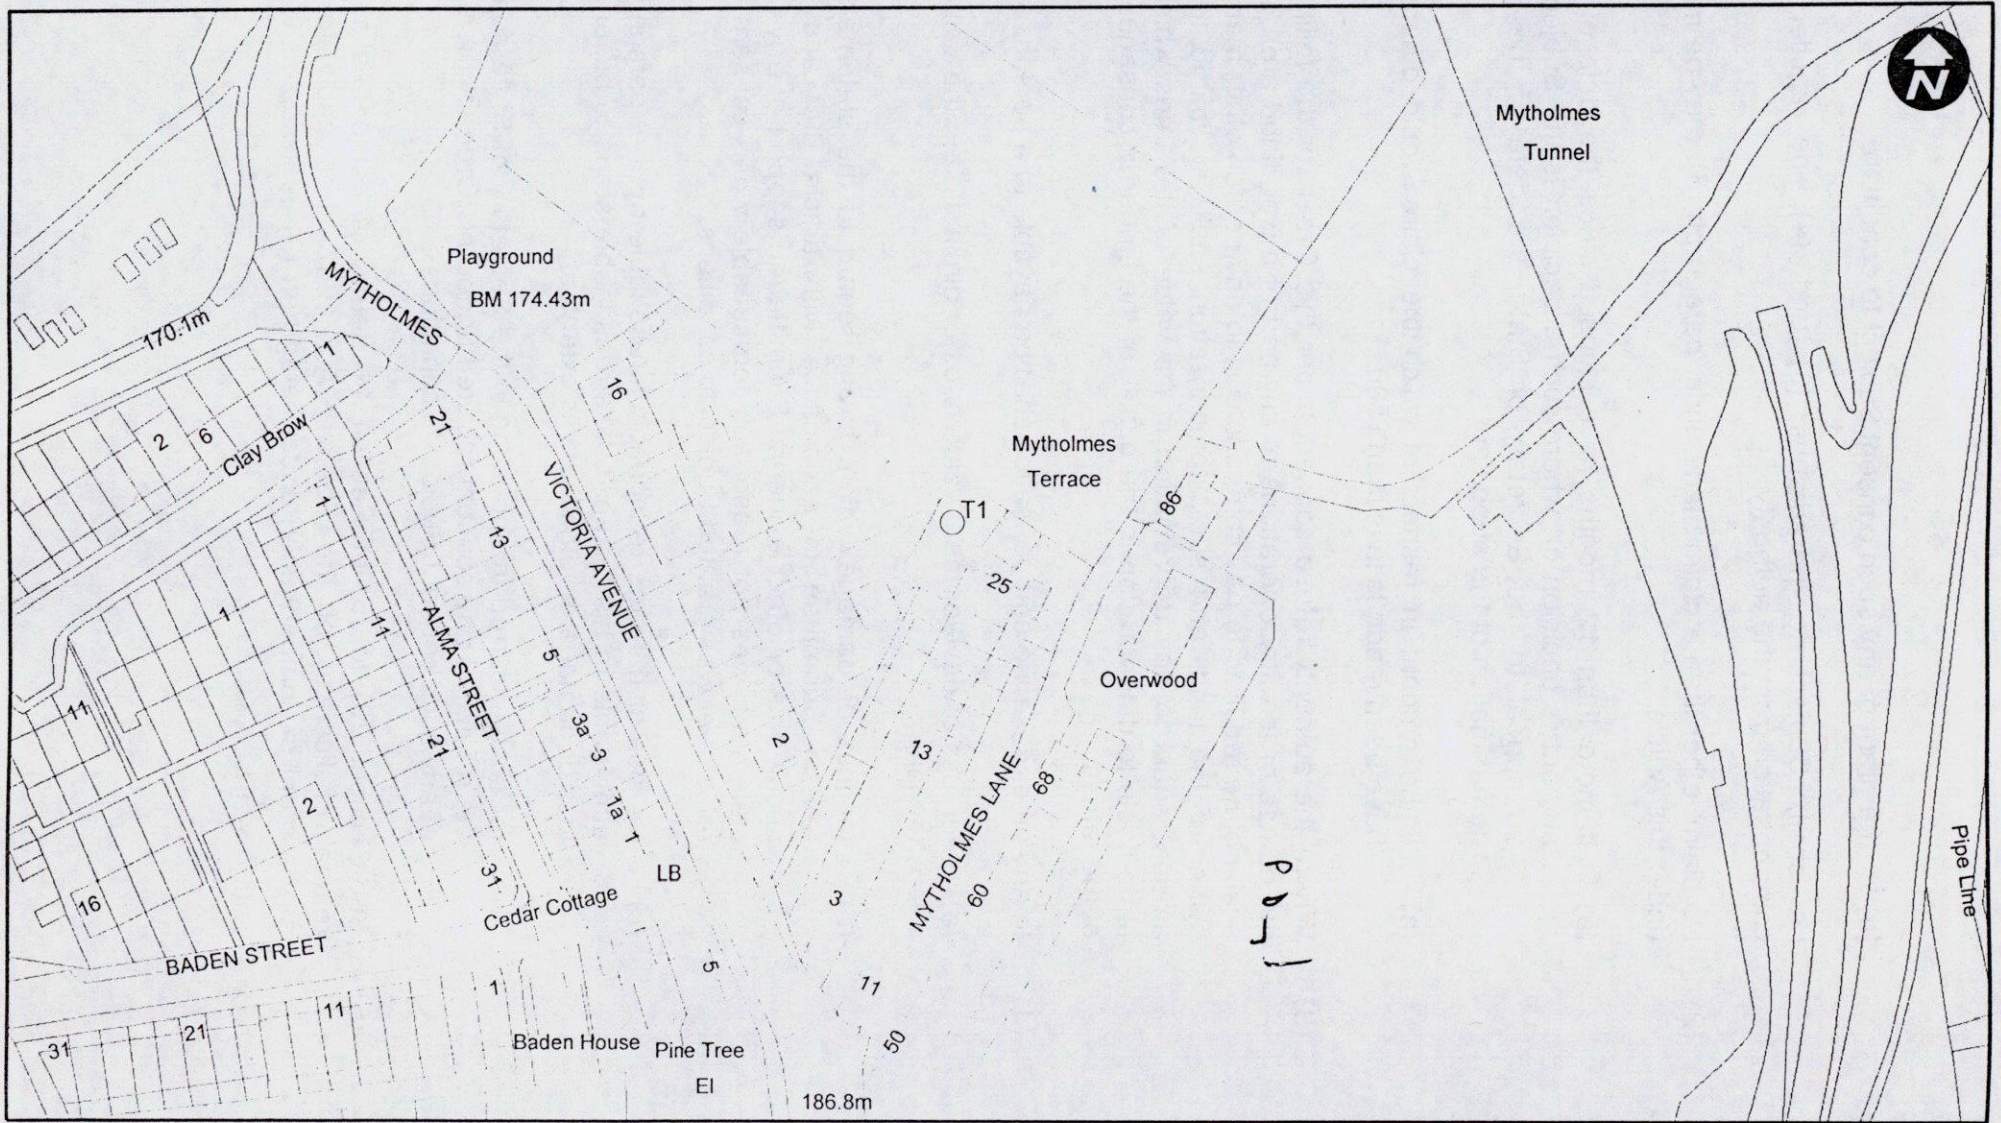 N
Mytholmes
Tunnel
Playground
BM 174.43m
MYTHOLMES
170.1m
1
2
6
Clay Brow
16
21
VICTORIA AVENUE
Mytholmes
Terrace
T1
86
25
1
13
11
1
ALMA STREET
5
Overwood
11
21
3a
3
2
13
68
MYTHOLMES LANE
2
1a
1
LB
31
3
60
16
Cedar Cottage
BADEN STREET
5
11
50
1
11
21
31
Baden House
Pine Tree
El
186.8m
Pipe Line